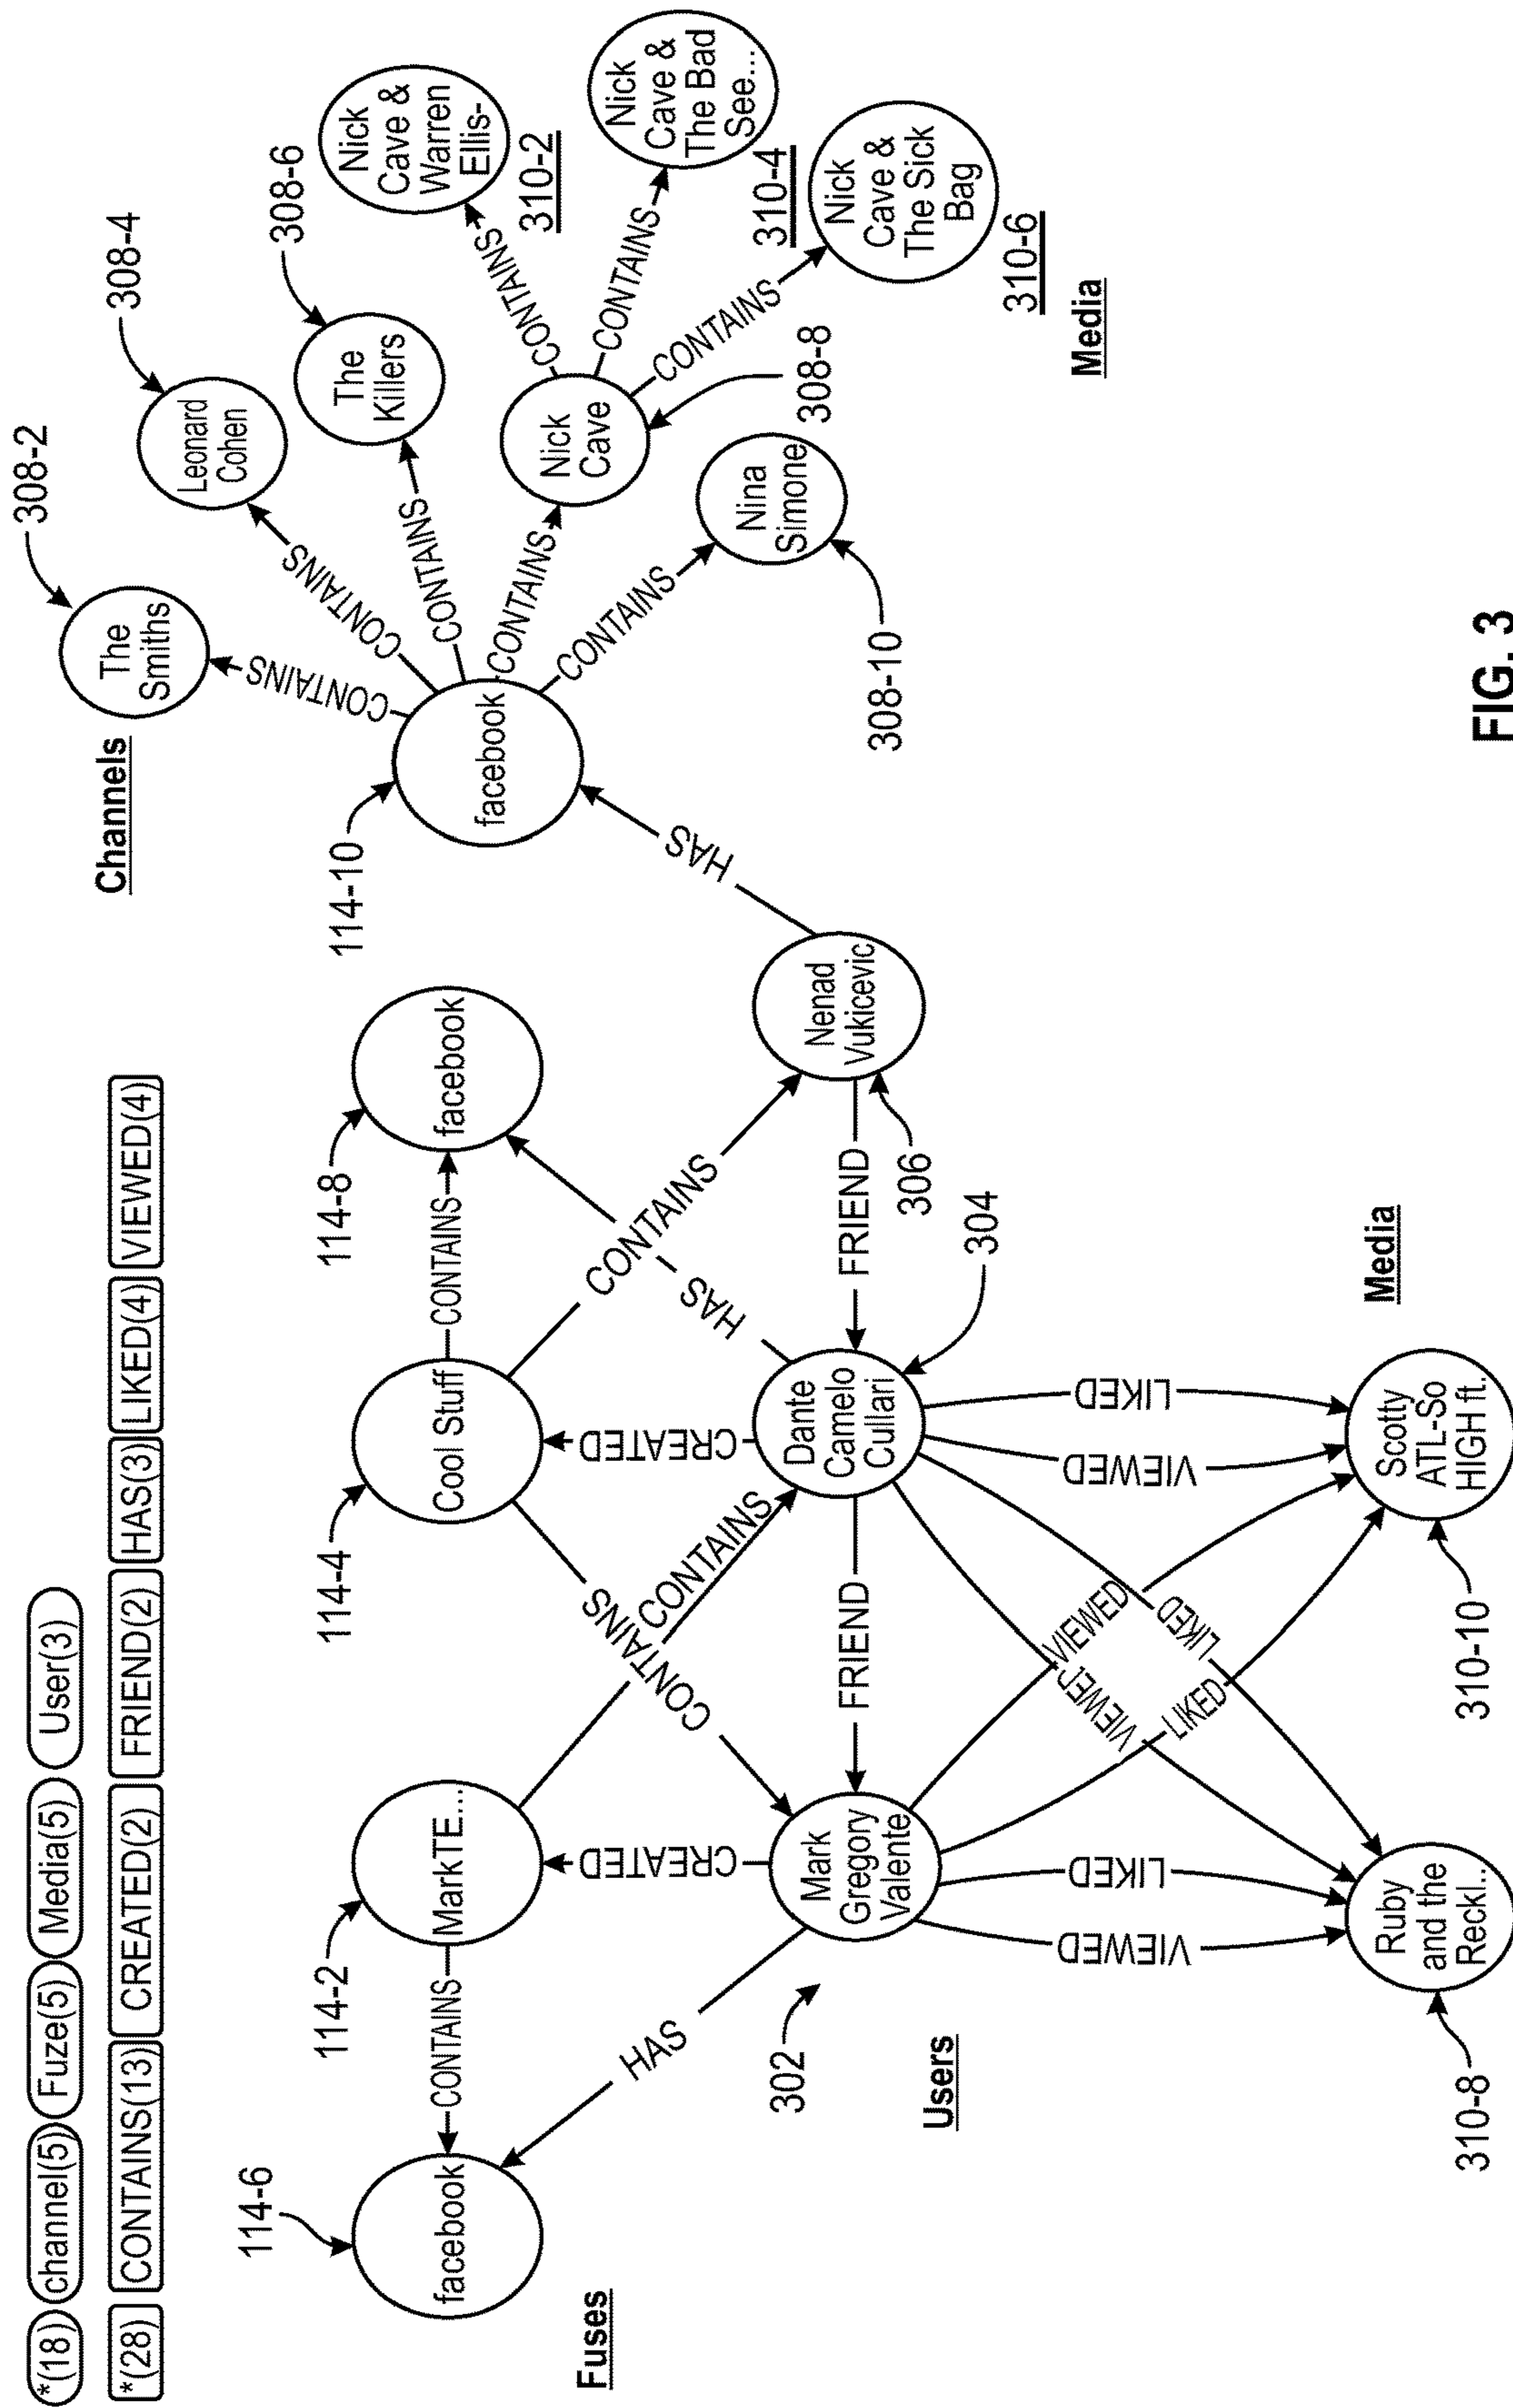 *(18) channel(5) Fuze(5) Media(5) User(3)
*(28) CONTAINS(13) CREATED(2) FRIEND(2) HAS(3) LIKED(4) VIEWED(4)
Fuses
114-6
facebook
CONTAINS
114-2
MarkTE...
CONTAINS
114-4
Cool Stuff
CONTAINS
CONTAINS
CONTAINS
114-8
facebook
HAS
CREATED
CREATED
HAS
Users
302
Mark
Gregory
Valente
FRIEND
304
Dante
Camelo
Cullari
FRIEND
306
Nenad
Vukicevic
HAS
VIEWED
LIKED
VIEWED
LIKED
VIEWED
LIKED
VIEWED
LIKED
310-8
Ruby
and the
Reckl..
310-10
Scotty
ATL-So
HIGH ft..
Media
Channels
114-10
facebook
CONTAINS
CONTAINS
CONTAINS
CONTAINS
CONTAINS
308-2
The
Smiths
308-4
Leonard
Cohen
308-6
The
Killers
308-8
Nick
Cave
308-10
Nina
Simone
CONTAINS
CONTAINS
CONTAINS
Nick
Cave &
Warren
Ellis-
310-2
Nick
Cave &
The Bad
See...
310-4
Nick
Cave &
The Sick
Bag
310-6
Media
FIG. 3